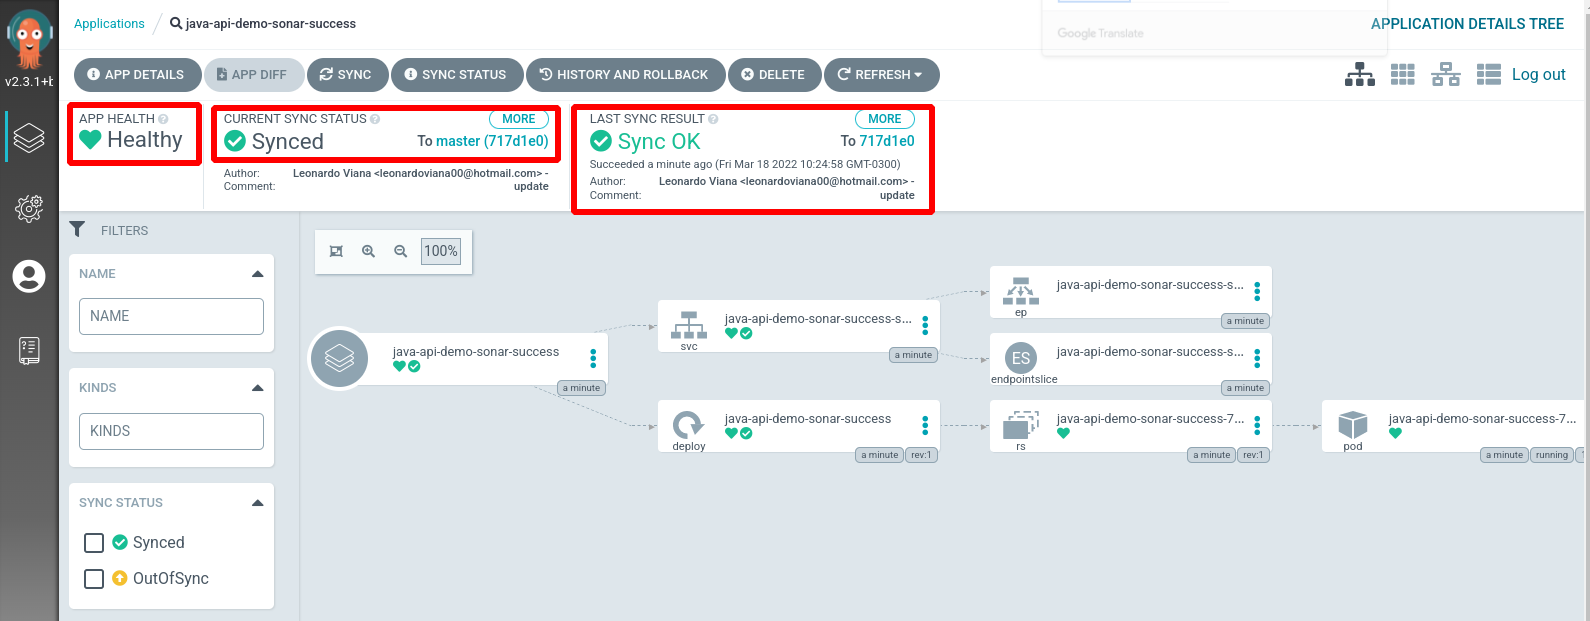 Applications
java-api-demo-sonar-success
Google Translate
APPLICATION DETAILS TREE
v2.3.1+b
APP DETAILS
APP DIFF
SYNC
SYNC STATUS
HISTORY AND ROLLBACK
DELETE
REFRESH
Log out
APP HEALTH
Healthy
CURRENT SYNC STATUS
MORE
Synced
To master (717d1e0)
Author: Leonardo Viana <leonardoviana00@hotmail.com> -
Comment: update
LAST SYNC RESULT
MORE
Sync OK
To 717d1e0
Succeeded a minute ago (Fri Mar 18 2022 10:24:58 GMT-0300)
Author: Leonardo Viana <leonardoviana00@hotmail.com> -
Comment: update
FILTERS
NAME
NAME
KINDS
KINDS
SYNC STATUS
Synced
OutOfSync
100%
java-api-demo-sonar-success
a minute
java-api-demo-sonar-success-s...
svc
a minute
java-api-demo-sonar-success
deploy
a minute
rev:1
java-api-demo-sonar-success-s...
ep
a minute
ES
java-api-demo-sonar-success-s...
endpointslice
a minute
java-api-demo-sonar-success-7...
rs
a minute
rev:1
java-api-demo-sonar-success-7...
pod
a minute
running